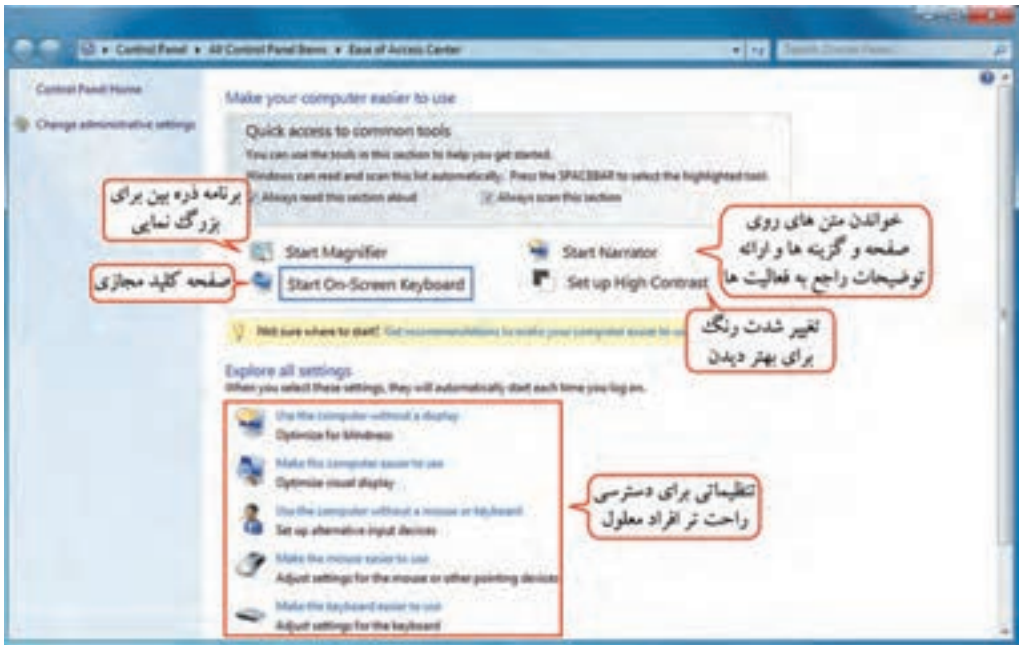 Control Panel ▸ All Control Panel Items ▸ Ease of Access Center
Search Control Panel
Control Panel Home
Change administrative settings
Make your computer easier to use
Quick access to common tools
You can use the tools in this section to help you get started.
Windows can read and scan this list automatically. Press the SPACEBAR to select the highlighted tool.
Always read this section aloud
Always scan this section
برنامه ذره بین برای
بزرگ نمایی
Start Magnifier
Start Narrator
خواندن متن های روی
صفحه و گزینه ها و ارائه
توضیحات راجع به فعالیت ها
صفحه کلید مجازی
Start On-Screen Keyboard
Set up High Contrast
تغییر شدت رنگ
برای بهتر دیدن
Not sure where to start? Get recommendations to make your computer easier to
Explore all settings
When you select these settings, they will automatically start each time you log on.
Use the computer without a display
Optimize for blindness
Make the computer easier to see
Optimize visual display
Use the computer without a mouse or keyboard
Set up alternative input devices
Make the mouse easier to use
Adjust settings for the mouse or other pointing devices
Make the keyboard easier to use
Adjust settings for the keyboard
تنظیماتی برای دسترسی
راحت تر افراد معلول